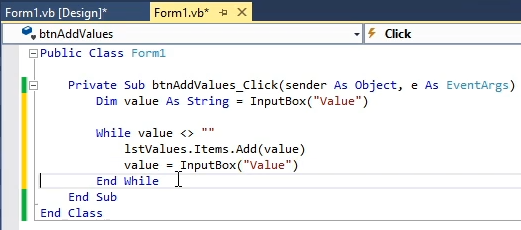 Form1.vb [Design]* Form1.vb*
btnAddValues Click
Public Class Form1
Private Sub btnAddValues_Click(sender As Object, e As EventArgs)
Dim value As String = InputBox("Value")
While value <> ""
lstValues.Items.Add(value)
value = InputBox("Value")
End While
End Sub
End Class